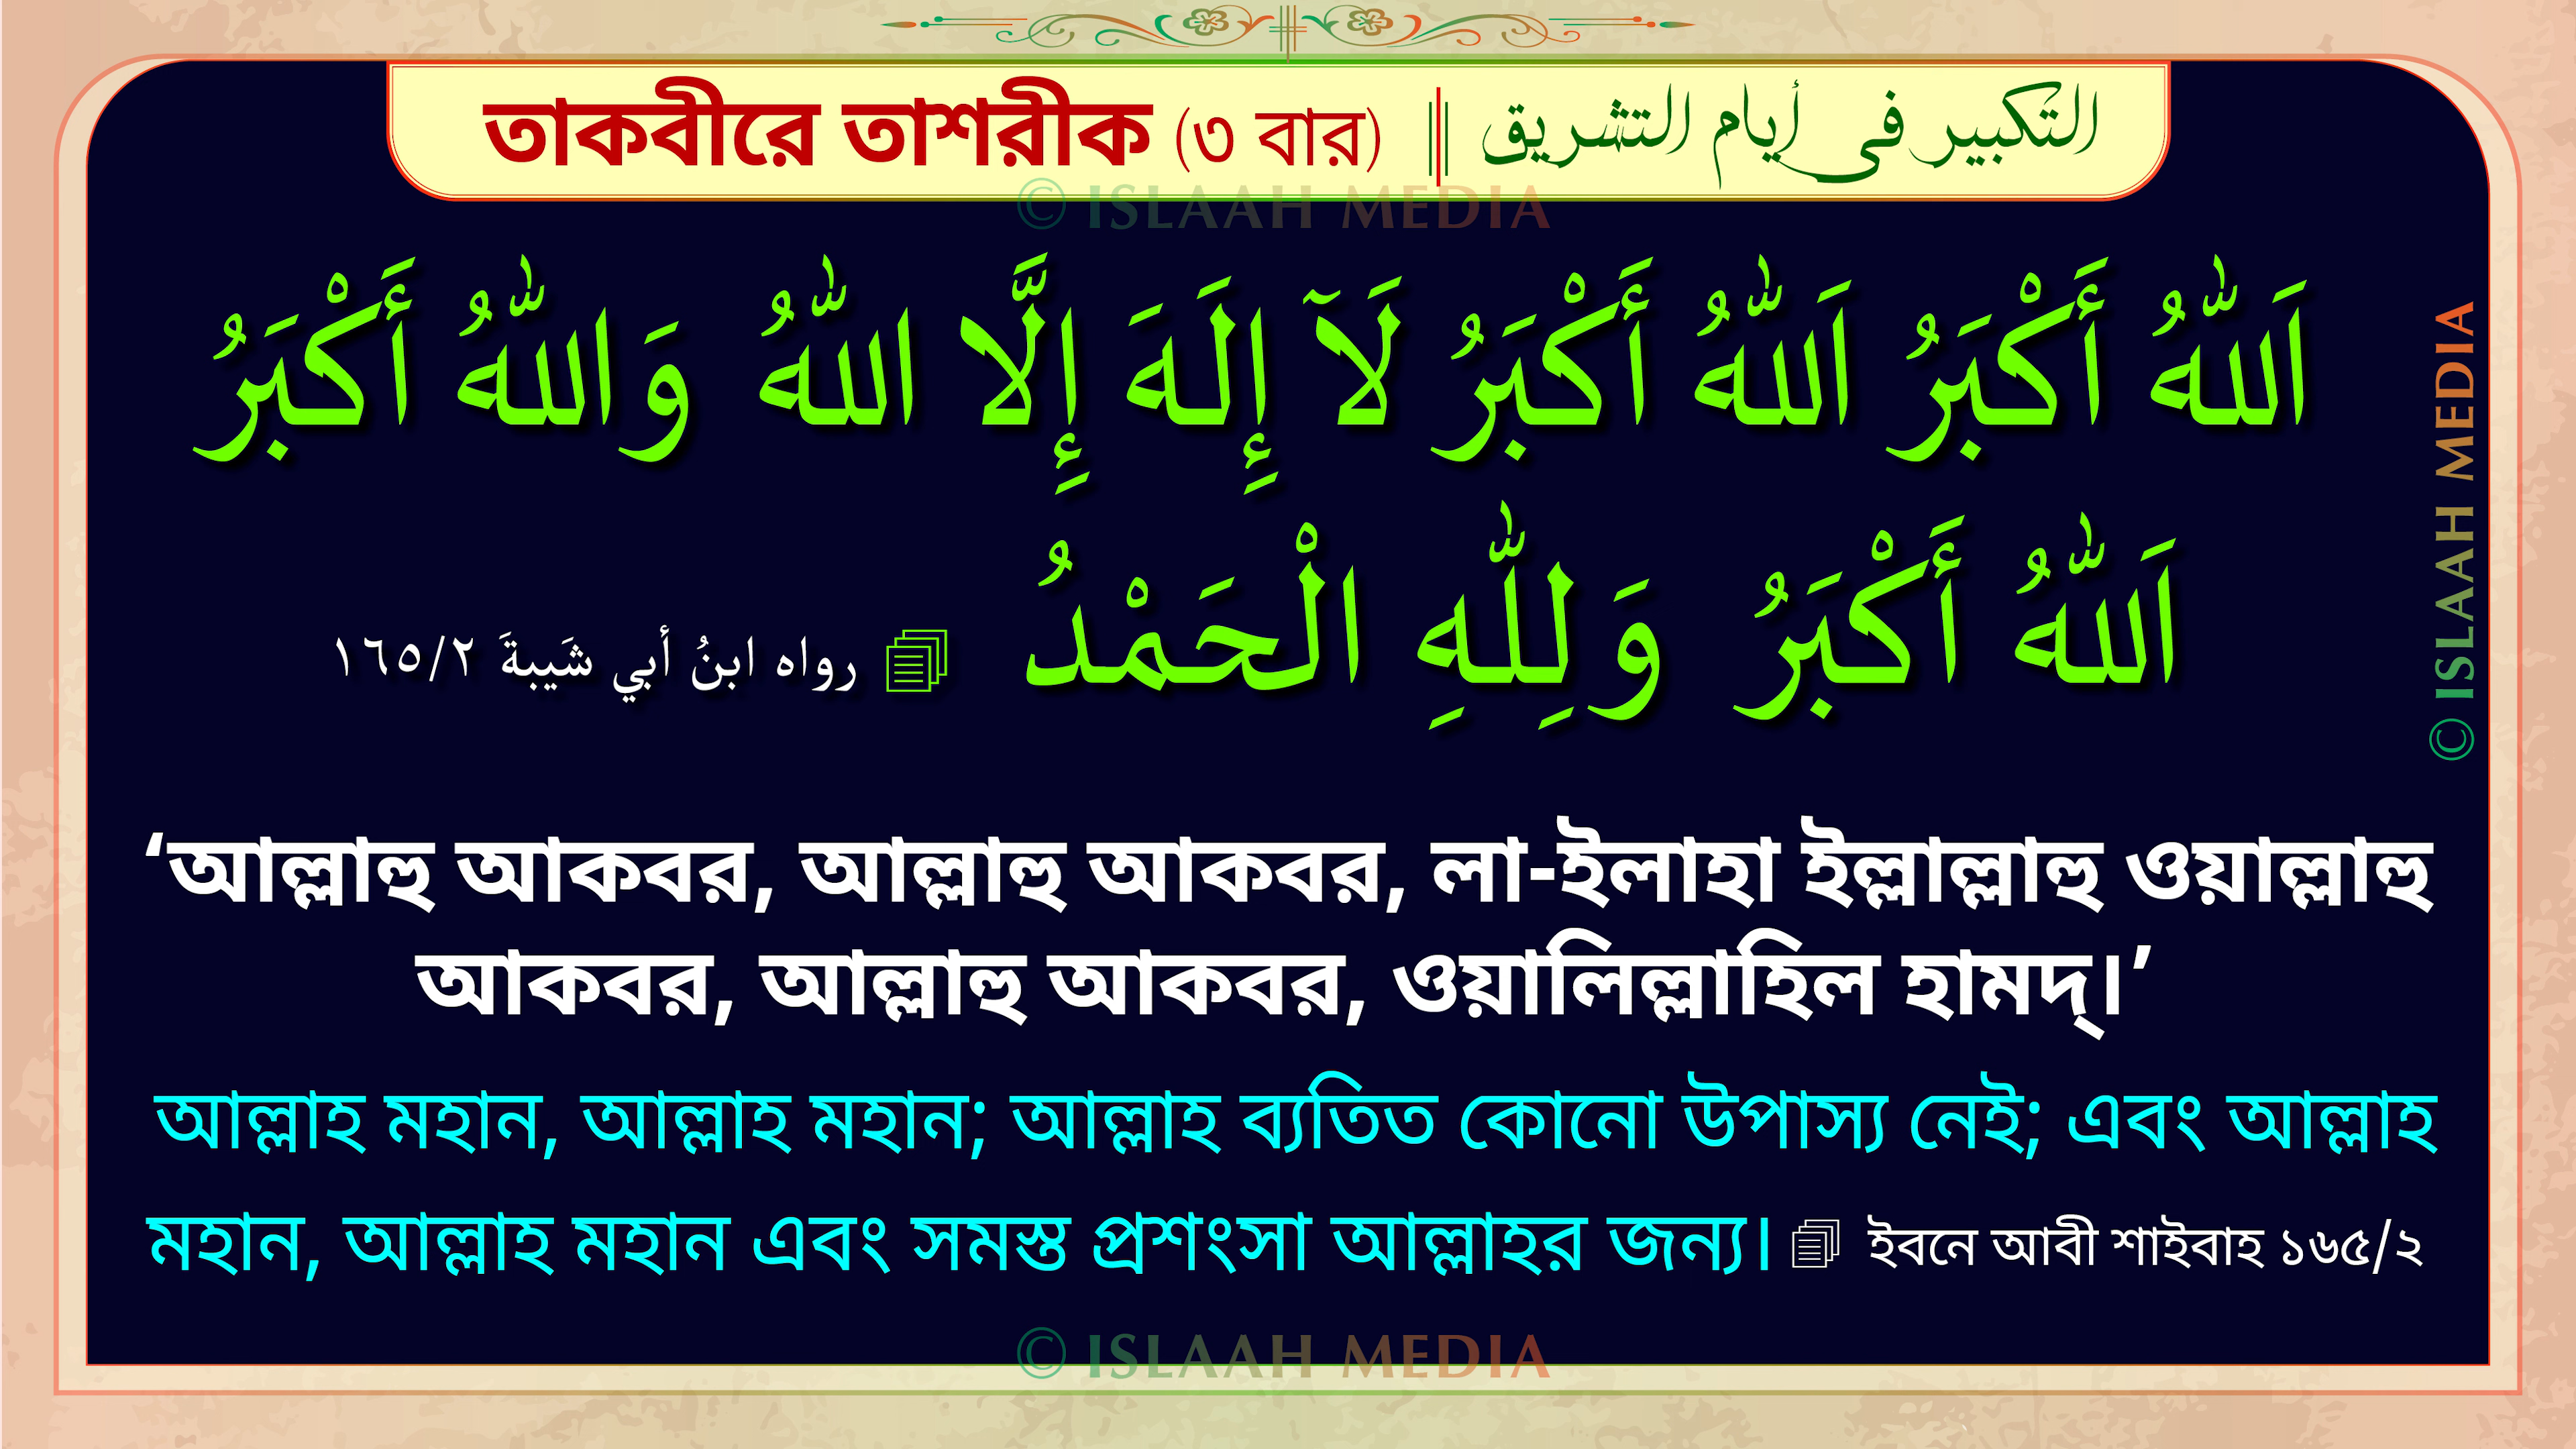 তাকবীরে তাশরীক (৩ বার) || التكبير في أيام التشريق
© ISLAAH MEDIA
اَللّٰهُ أَكْبَرُ اَللّٰهُ أَكْبَرُ لَآ إِلَهَ إِلَّا اللّٰهُ وَاللّٰهُ أَكْبَرُ
اَللّٰهُ أَكْبَرُ وَلِلّٰهِ الْحَمْدُ رواه ابنُ أبي شَيبةَ ١٦٥/٢
© ISLAAH MEDIA
‘আল্লাহু আকবর, আল্লাহু আকবর, লা-ইলাহা ইল্লাল্লাহু ওয়াল্লাহু
আকবর, আল্লাহু আকবর, ওয়ালিল্লাহিল হামদ্।’
আল্লাহ মহান, আল্লাহ মহান; আল্লাহ ব্যতিত কোনো উপাস্য নেই; এবং আল্লাহ
মহান, আল্লাহ মহান এবং সমস্ত প্রশংসা আল্লাহর জন্য। ইবনে আবী শাইবাহ ১৬৫/২
© ISLAAH MEDIA